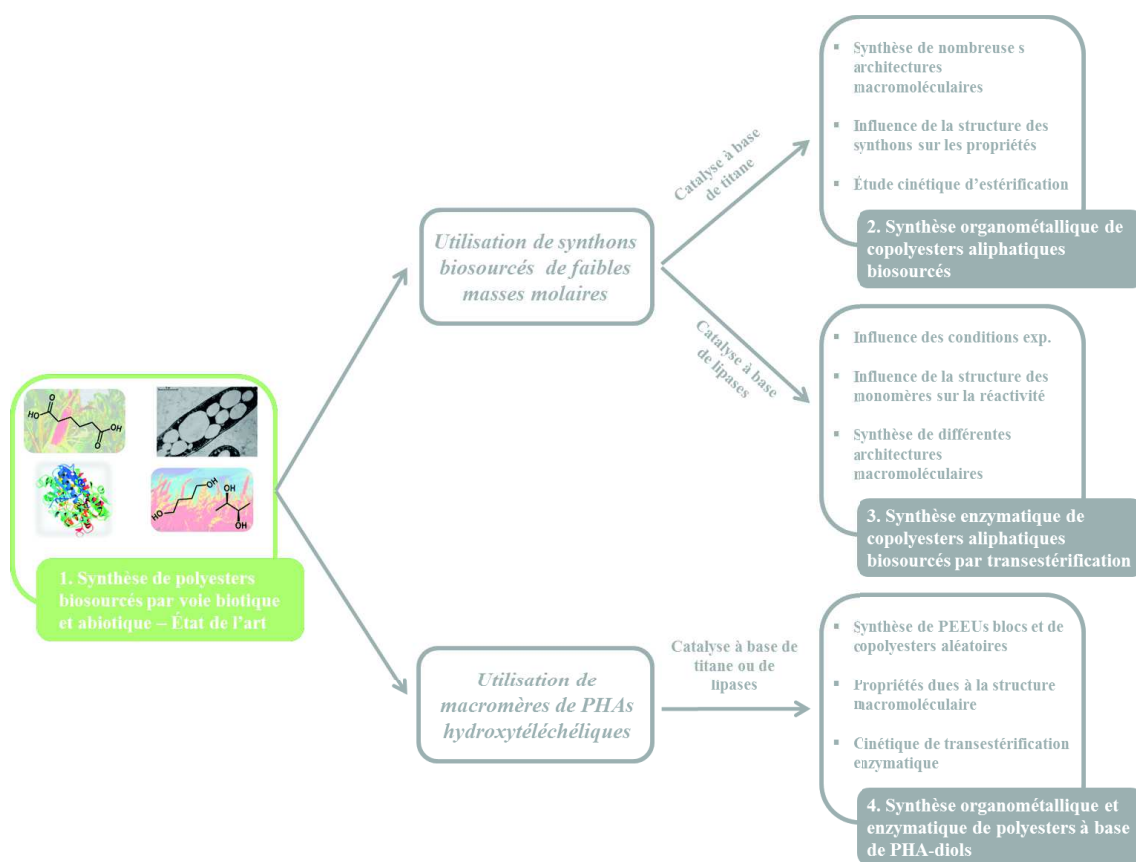 ▪ Synthèse de nombreuse s
architectures
macromoléculaires
▪ Influence de la structure des
synthons sur les propriétés
▪ Étude cinétique d'estérification
2. Synthèse organométallique de
copolyesters aliphatiques
biosourcés
Catalyse à base
de titane
Utilisation de synthons
biosourcés de faibles
masses molaires
Catalyse à base
de lipases
▪ Influence des conditions exp.
▪ Influence de la structure des
monomères sur la réactivité
▪ Synthèse de différentes
architectures
macromoléculaires
3. Synthèse enzymatique de
copolyesters aliphatiques
biosourcés par transestérification
HO
O
O
OH
HO
OH
OH
OH
1. Synthèse de polyesters
biosourcés par voie biotique
et abiotique – État de l'art
Utilisation de
macromères de PHAs
hydroxytéléchéliques
Catalyse à base de
titane ou de
lipases
▪ Synthèse de PEEUs blocs et de
copolyesters aléatoires
▪ Propriétés dues à la structure
macromoléculaire
▪ Cinétique de transestérification
enzymatique
4. Synthèse organométallique et
enzymatique de polyesters à base
de PHA-diols